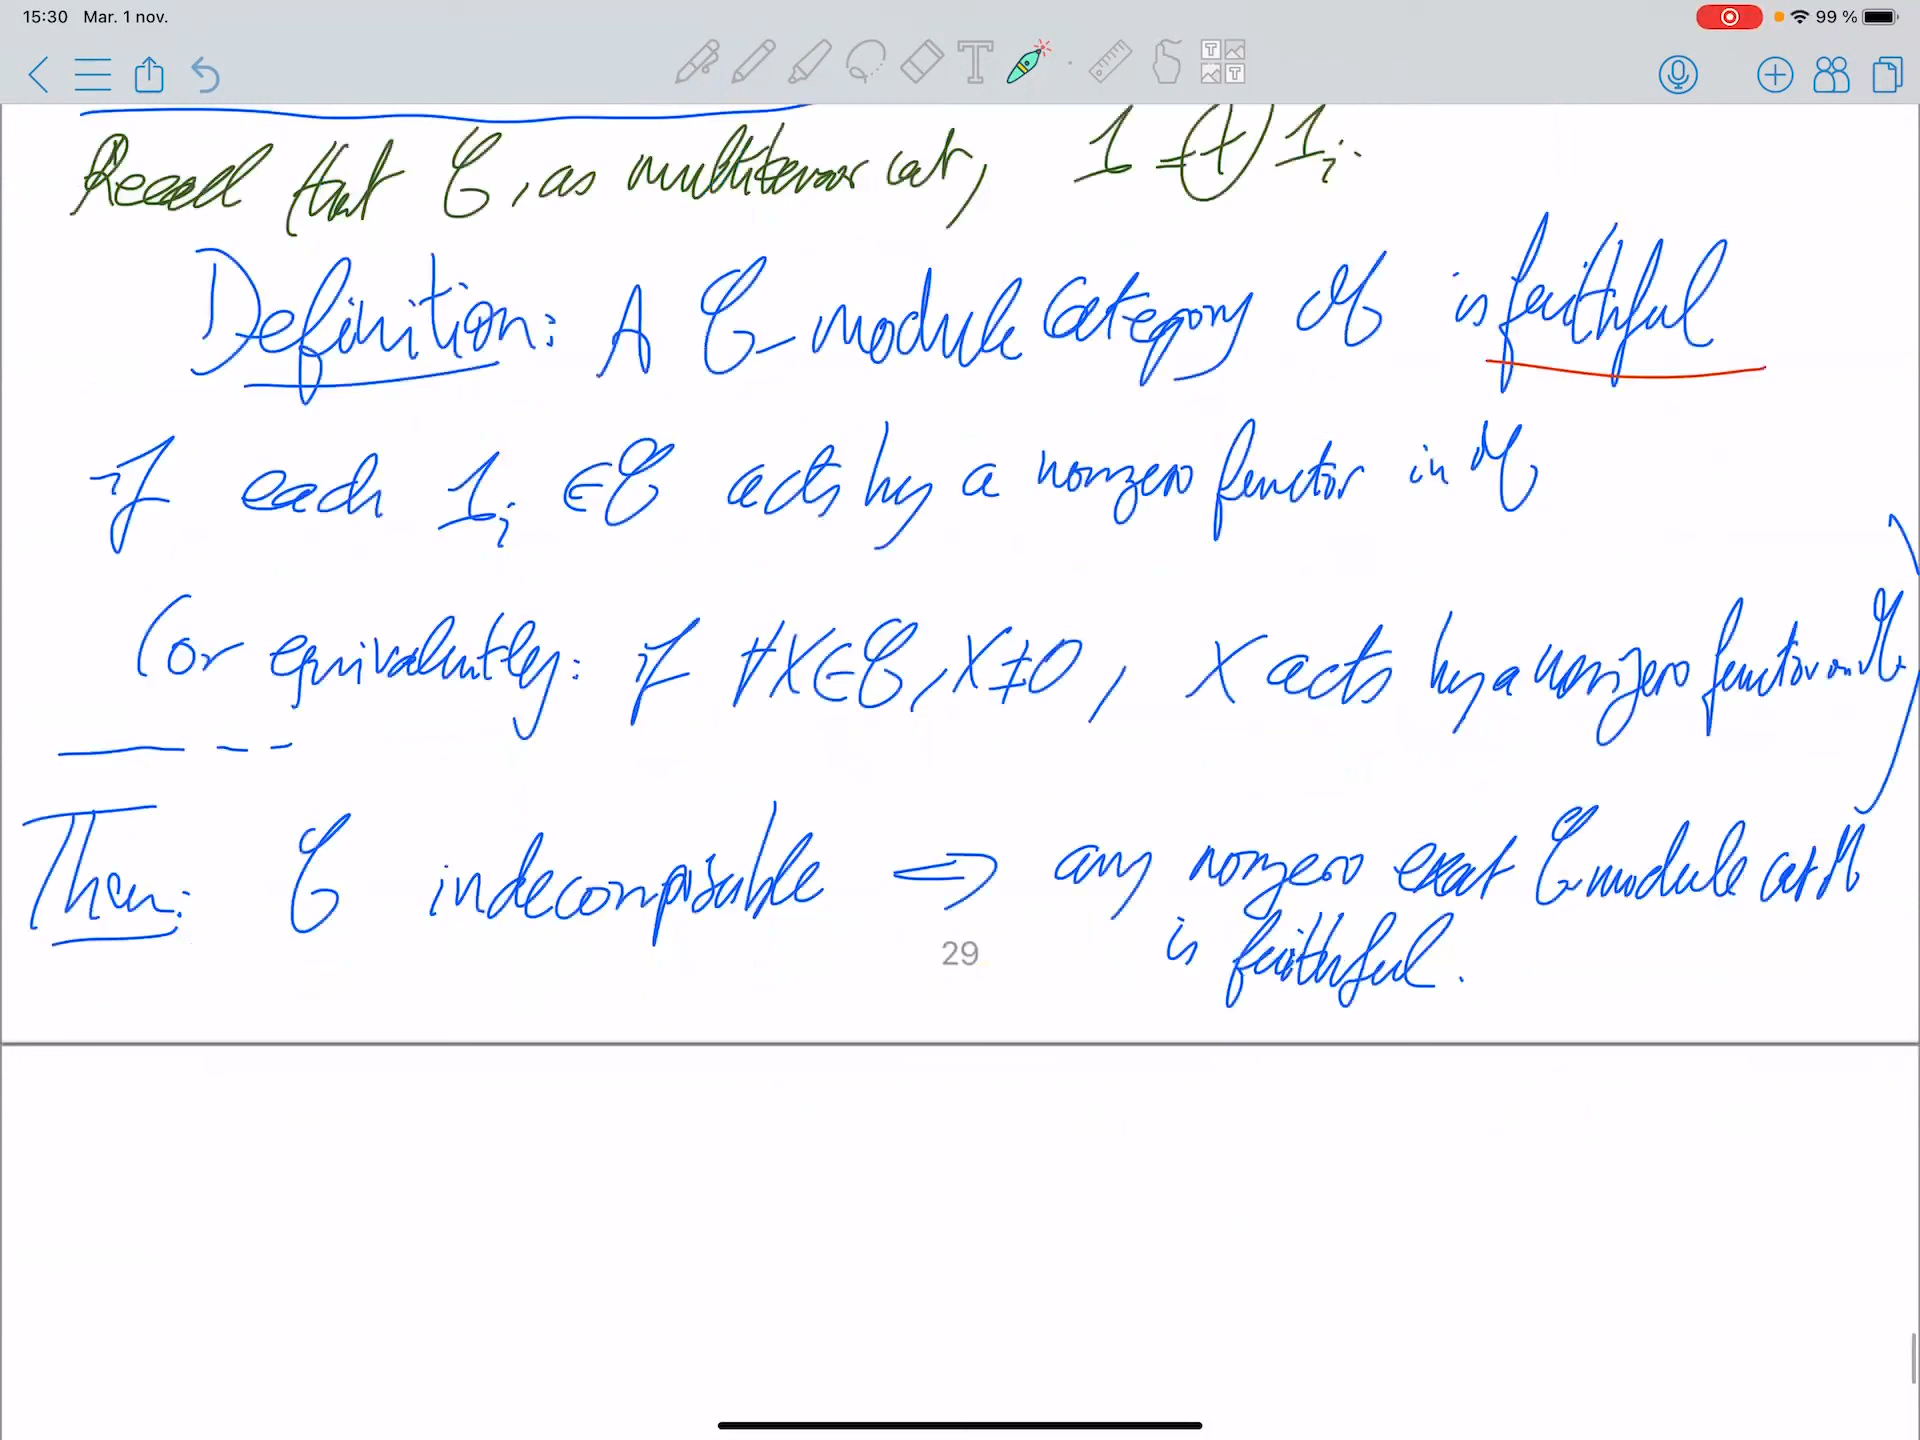 15:30 Mar. 1 nov. 99 %
Recall that 𝒞, as multitensor cat, 1 = ⊕ 1ᵢ.
Definition: A 𝒞-module category ℳ is faithful
if each 1ᵢ ∈ 𝒞 acts by a nonzero functor in ℳ
(or equivalently: if ∀X∈𝒞, X≠0, X acts by a nonzero functor on ℳ)
Then: 𝒞 indecomposable ⇔ any nonzero exact 𝒞-module cat ℳ
is faithful.
29